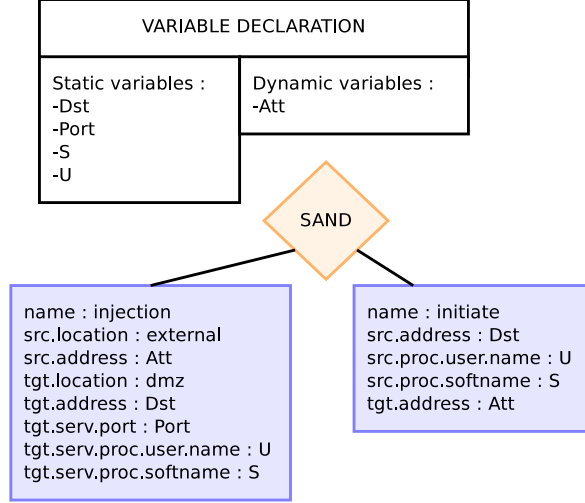 VARIABLE DECLARATION
Static variables :
-Dst
-Port
-S
-U
Dynamic variables :
-Att
SAND
name : injection
src.location : external
src.address : Att
tgt.location : dmz
tgt.address : Dst
tgt.serv.port : Port
tgt.serv.proc.user.name : U
tgt.serv.proc.softname : S
name : initiate
src.address : Dst
src.proc.user.name : U
src.proc.softname : S
tgt.address : Att